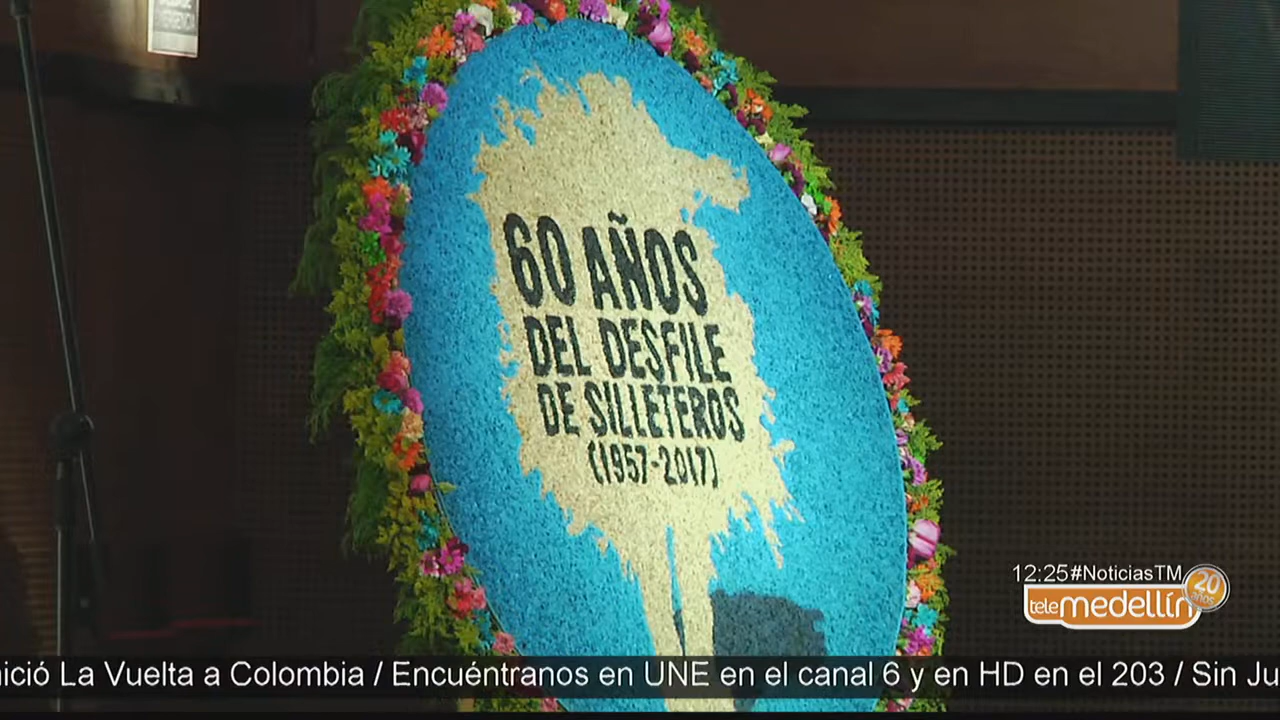 60 AÑOS
DEL DESFILE
DE SILLETEROS
(1957-2017)
12:25#NoticiasTM
20 años
telemedellín
nició La Vuelta a Colombia / Encuéntranos en UNE en el canal 6 y en HD en el 203 / Sin Ju